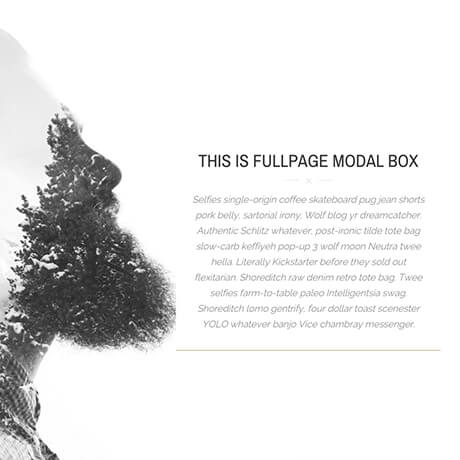 THIS IS FULLPAGE MODAL BOX
Selfies single-origin coffee skateboard pug jean shorts
pork belly, sartorial irony. Wolf blog yr dreamcatcher.
Authentic Schlitz whatever, post-ironic tilde tote bag
slow-carb keffiyeh pop-up 3 wolf moon Neutra twee
hella. Literally Kickstarter before they sold out
flexitarian. Shoreditch raw denim retro tote bag. Twee
selfies farm-to-table paleo Intelligentsia swag.
Shoreditch lomo gentrify, four dollar toast scenester
YOLO whatever banjo Vice chambray messenger.